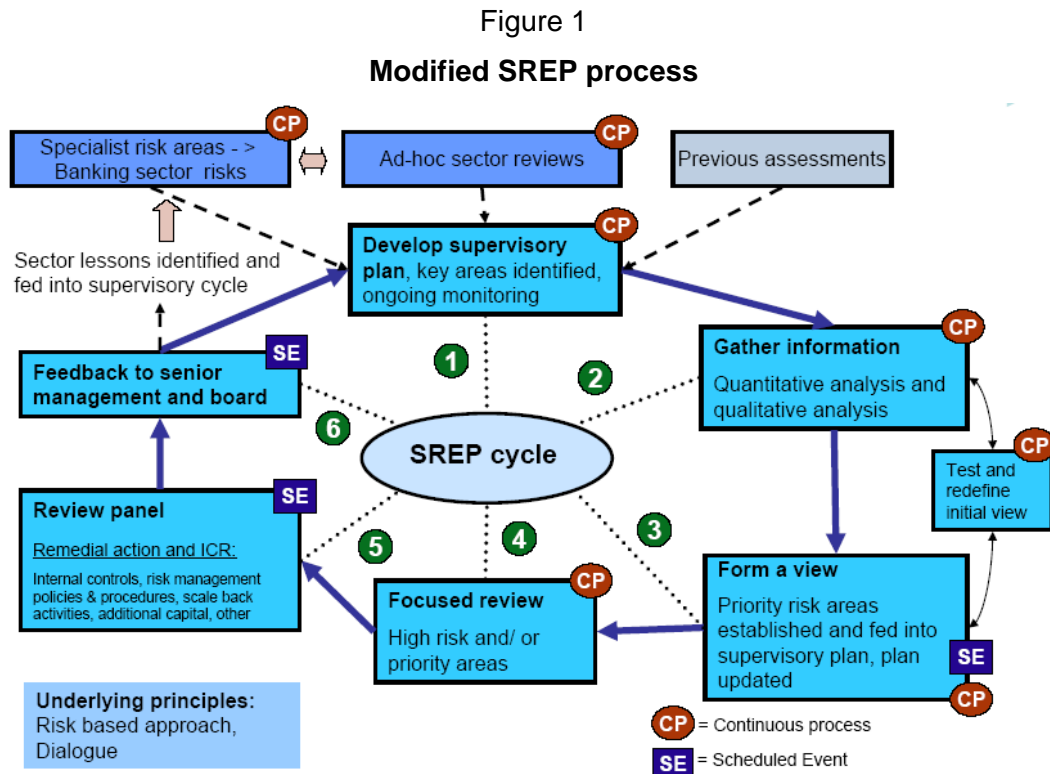 Figure 1
Modified SREP process
CP
Specialist risk areas - >
Banking sector risks
CP
Ad-hoc sector reviews
Previous assessments
CP
Develop supervisory
plan, key areas identified,
ongoing monitoring
Sector lessons identified and
fed into supervisory cycle
SE
Feedback to senior
management and board
1
2
CP
Gather information
Quantitative analysis and
qualitative analysis
6
SREP cycle
CP
Test and
redefine
initial view
SE
Review panel
Remedial action and ICR:
Internal controls, risk management
policies & procedures, scale back
activities, additional capital, other
5
4
3
CP
Focused review
High risk and/ or
priority areas
Form a view
Priority risk areas
established and fed into
supervisory plan, plan
updated
SE
CP
Underlying principles:
Risk based approach,
Dialogue
CP = Continuous process
SE = Scheduled Event